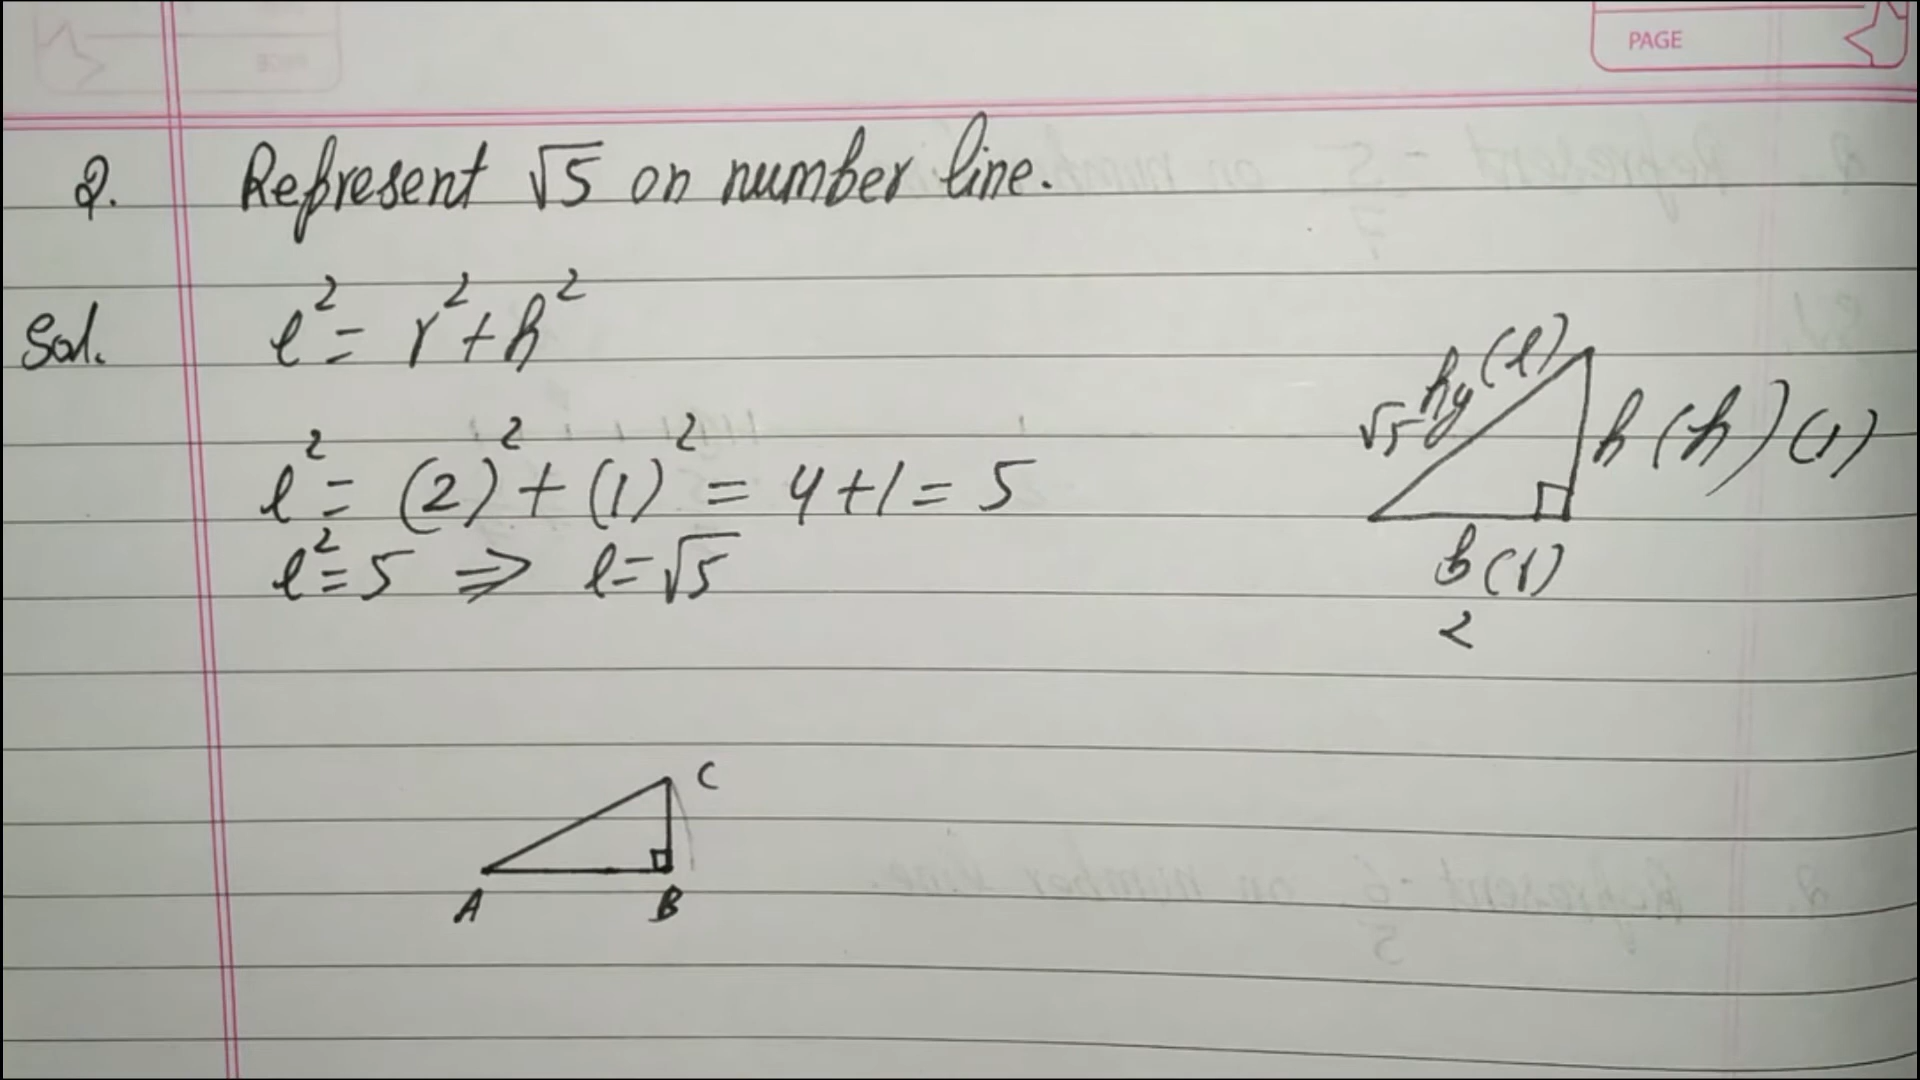 PAGE
Q. Represent √5 on number line.
Sol. l² = r² + h²
l² = (2)² + (1)² = 4 + 1 = 5
l² = 5 ⇒ l = √5
√5 hy (l)
h (h) (1)
b (r)
2
C
A B